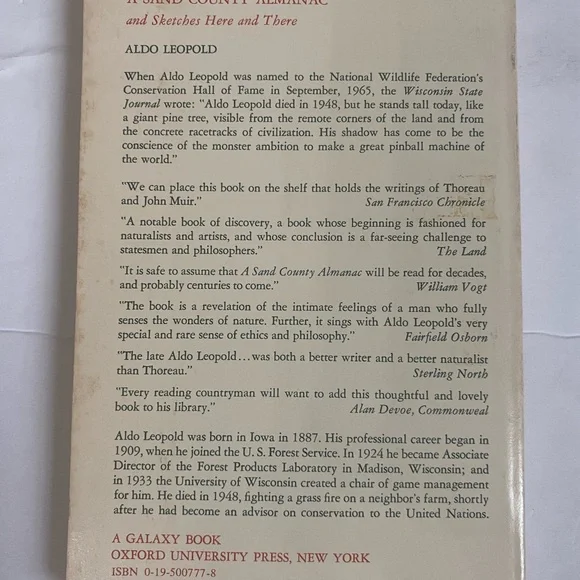 A SAND COUNTY ALMANAC
and Sketches Here and There
ALDO LEOPOLD
When Aldo Leopold was named to the National Wildlife Federation's
Conservation Hall of Fame in September, 1965, the Wisconsin State
Journal wrote: "Aldo Leopold died in 1948, but he stands tall today, like
a giant pine tree, visible from the remote corners of the land and from
the concrete racetracks of civilization. His shadow has come to be the
conscience of the monster ambition to make a great pinball machine of
the world."
"We can place this book on the shelf that holds the writings of Thoreau
and John Muir." San Francisco Chronicle
"A notable book of discovery, a book whose beginning is fashioned for
naturalists and artists, and whose conclusion is a far-seeing challenge to
statesmen and philosophers." The Land
"It is safe to assume that A Sand County Almanac will be read for decades,
and probably centuries to come." William Vogt
"The book is a revelation of the intimate feelings of a man who fully
senses the wonders of nature. Further, it sings with Aldo Leopold's very
special and rare sense of ethics and philosophy." Fairfield Osborn
"The late Aldo Leopold...was both a better writer and a better naturalist
than Thoreau." Sterling North
"Every reading countryman will want to add this thoughtful and lovely
book to his library." Alan Devoe, Commonweal
Aldo Leopold was born in Iowa in 1887. His professional career began in
1909, when he joined the U. S. Forest Service. In 1924 he became Associate
Director of the Forest Products Laboratory in Madison, Wisconsin; and
in 1933 the University of Wisconsin created a chair of game management
for him. He died in 1948, fighting a grass fire on a neighbor's farm, shortly
after he had become an advisor on conservation to the United Nations.
A GALAXY BOOK
OXFORD UNIVERSITY PRESS, NEW YORK
ISBN 0-19-500777-8